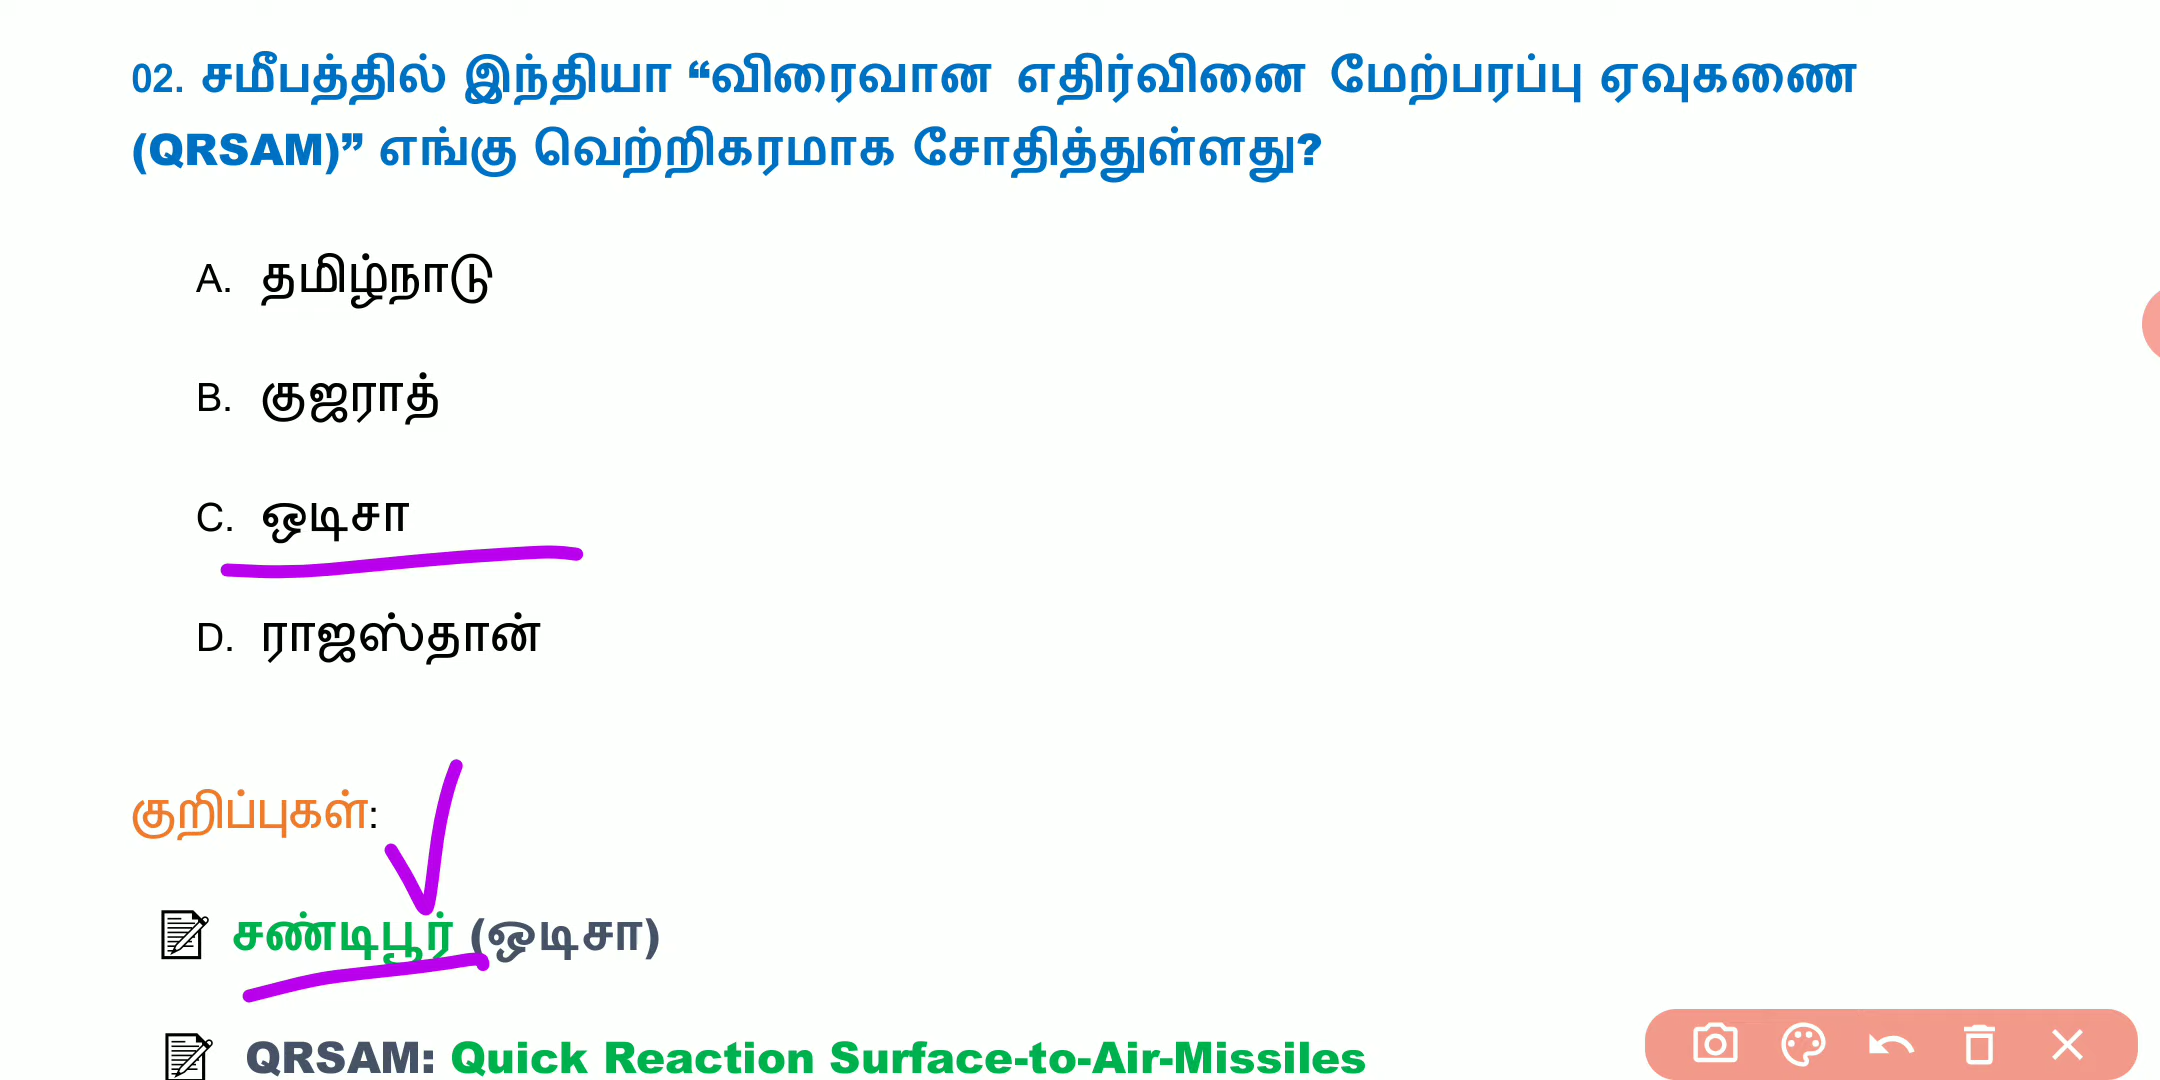 02. சமீபத்தில் இந்தியா “விரைவான எதிர்வினை மேற்பரப்பு ஏவுகணை
(QRSAM)” எங்கு வெற்றிகரமாக சோதித்துள்ளது?
A. தமிழ்நாடு
B. குஜராத்
C. ஒடிசா
D. ராஜஸ்தான்
குறிப்புகள்:
சண்டிபூர் (ஒடிசா)
QRSAM: Quick Reaction Surface-to-Air-Missiles